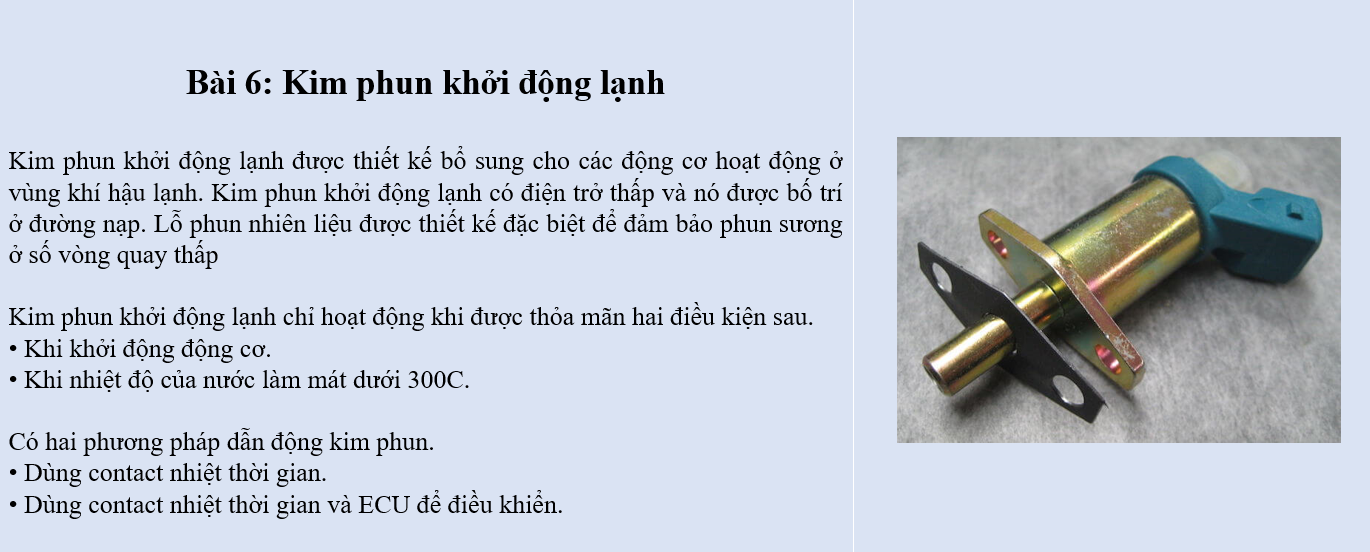 Bài 6: Kim phun khởi động lạnh
Kim phun khởi động lạnh được thiết kế bổ sung cho các động cơ hoạt động ở
vùng khí hậu lạnh. Kim phun khởi động lạnh có điện trở thấp và nó được bố trí
ở đường nạp. Lỗ phun nhiên liệu được thiết kế đặc biệt để đảm bảo phun sương
ở số vòng quay thấp
Kim phun khởi động lạnh chỉ hoạt động khi được thỏa mãn hai điều kiện sau.
• Khi khởi động động cơ.
• Khi nhiệt độ của nước làm mát dưới 300C.
Có hai phương pháp dẫn động kim phun.
• Dùng contact nhiệt thời gian.
• Dùng contact nhiệt thời gian và ECU để điều khiển.